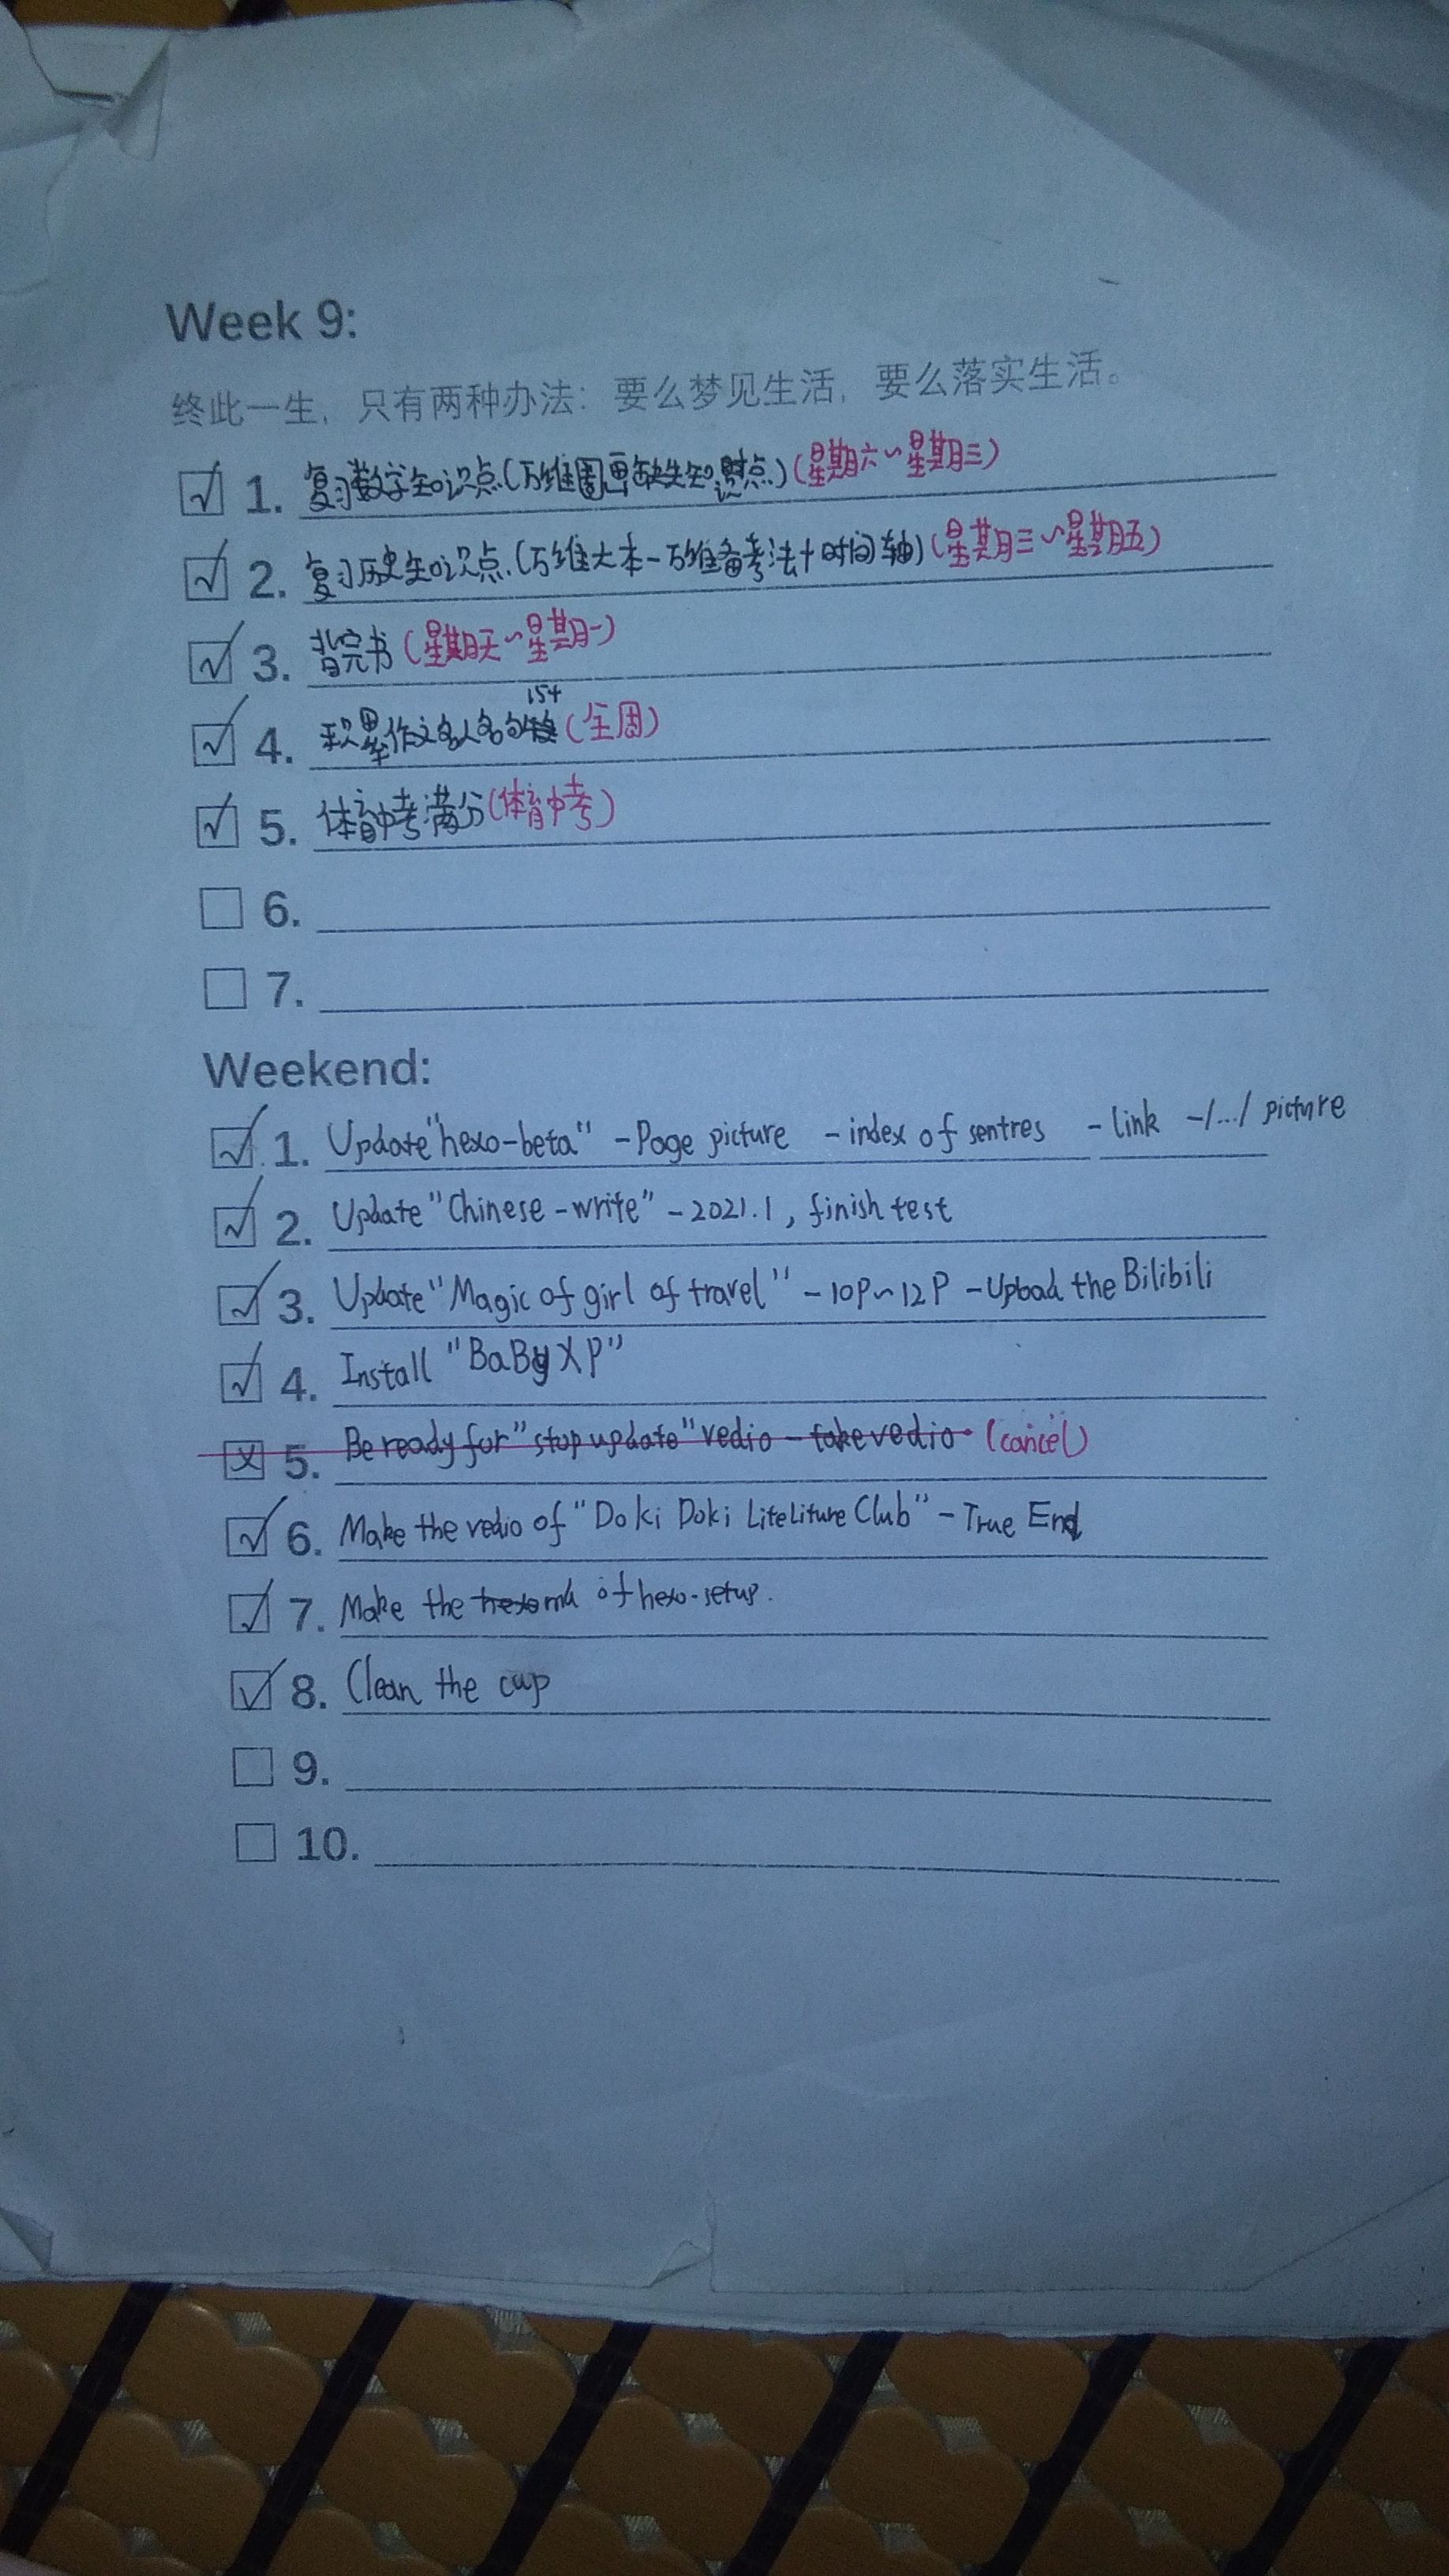 Week 9:
终此一生，只有两种办法：要么梦见生活，要么落实生活。
1. 复习数学知识点(万维圈画缺失知识点)(星期六~星期三)
2. 复习历史知识点(万维大本-万维备考法+时间轴)(星期三~星期五)
3. 背完书(星期天~星期一)
4. 积累作文名人名句15个(全周)
5. 体育中考满分(体育中考)
6.
7.
Weekend:
1. Update"hexo-beta" -Page picture -index of sentres -link -/.../ picture
2. Update"Chinese-write" -2021.1, finish test
3. Update"Magic of girl of travel" -10P~12P -Upload the Bilibili
4. Install "BaByXP"
5. Be ready for "stop update" vedio - take vedio (cancel)
6. Make the vedio of "Doki Doki Liteliture Club" - True End
7. Make the md of hexo-setup.
8. Clean the cup
9.
10.